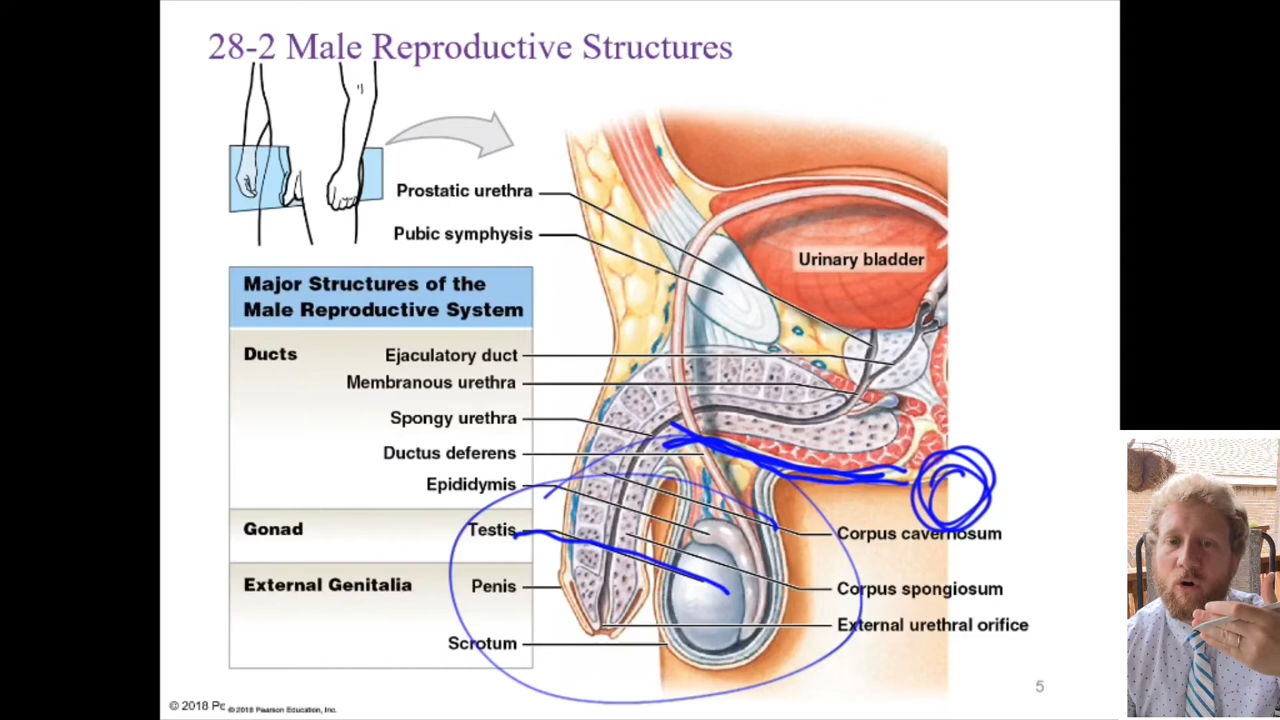 28-2 Male Reproductive Structures
Prostatic urethra
Pubic symphysis
Urinary bladder
Major Structures of the
Male Reproductive System
Ducts
Ejaculatory duct
Membranous urethra
Spongy urethra
Ductus deferens
Epididymis
Gonad
Testis
External Genitalia
Penis
Scrotum
Corpus cavernosum
Corpus spongiosum
External urethral orifice
5
© 2018 Pe
© 2018 Pearson Education, Inc.